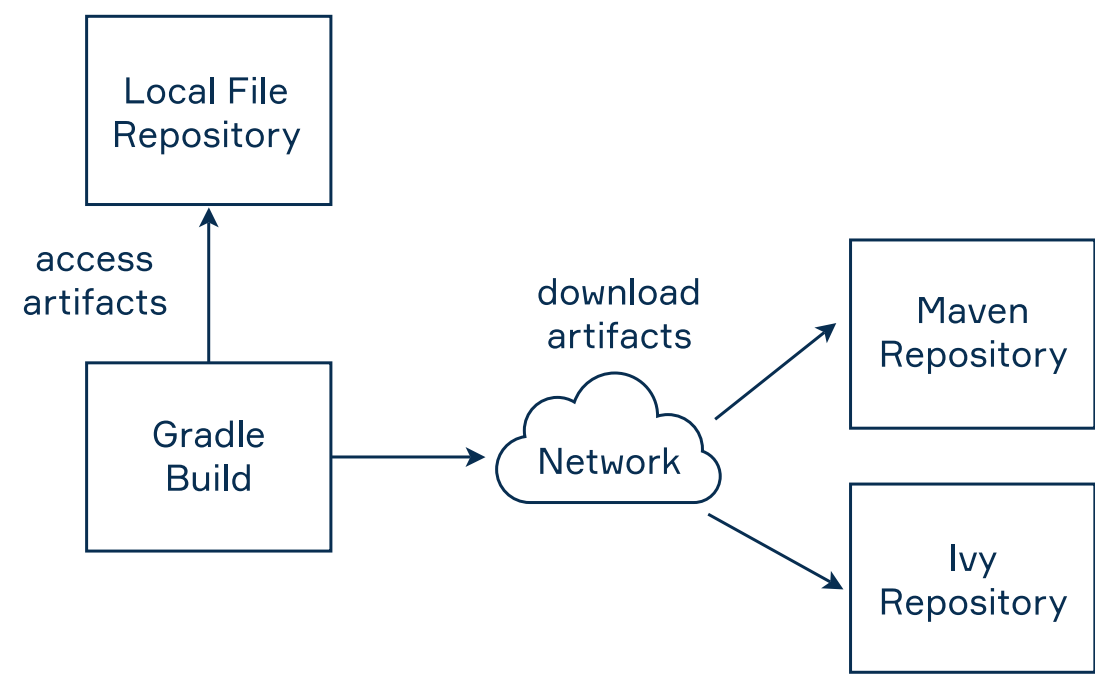 Local File
Repository
access
artifacts
Gradle
Build
download
artifacts
Network
Maven
Repository
Ivy
Repository